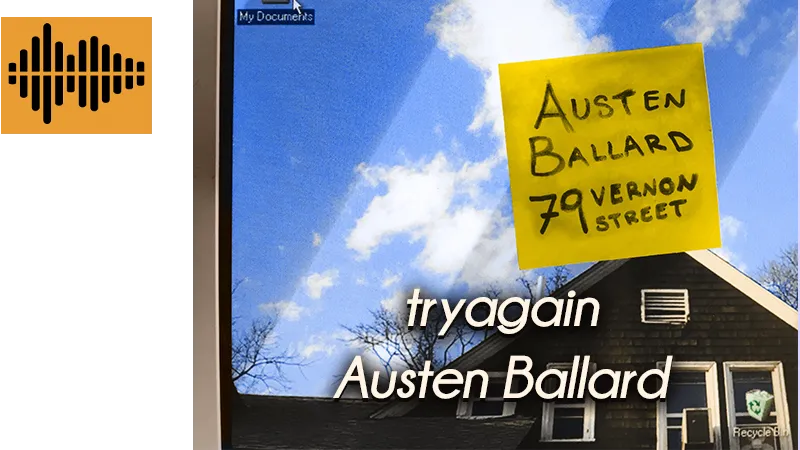 My Documents
AUSTEN
BALLARD
79 VERNON
STREET
tryagain
Austen Ballard
Recycle Bin